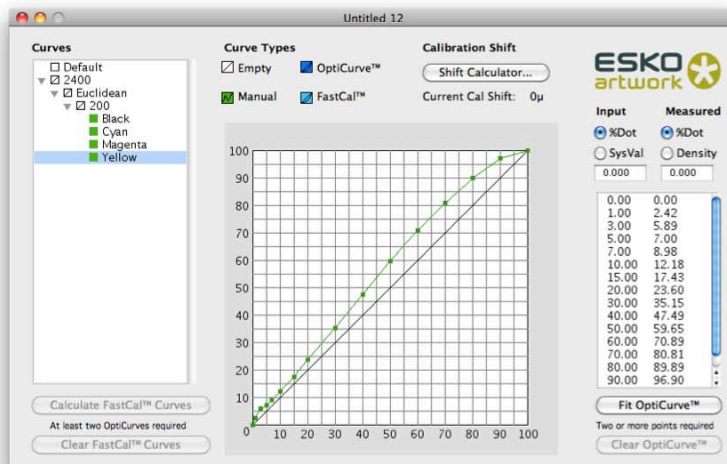 Untitled 12
Curves
Default
2400
Euclidean
200
Black
Cyan
Magenta
Yellow
Calculate FastCal™ Curves
At least two OptiCurves required
Clear FastCal™ Curves
Curve Types
Empty OptiCurve™
Manual FastCal™
Calibration Shift
Shift Calculator...
Current Cal Shift: 0µ
100
90
80
70
60
50
40
30
20
10
0 10 20 30 40 50 60 70 80 90 100
ESKO
artwork
Input Measured
%Dot %Dot
SysVal Density
0.000 0.000
0.00 0.00
1.00 2.42
3.00 5.89
5.00 7.00
7.00 8.98
10.00 12.18
15.00 17.43
20.00 23.60
30.00 35.15
40.00 47.49
50.00 59.65
60.00 70.89
70.00 80.81
80.00 89.89
90.00 96.90
Fit OptiCurve™
Two or more points required
Clear OptiCurve™